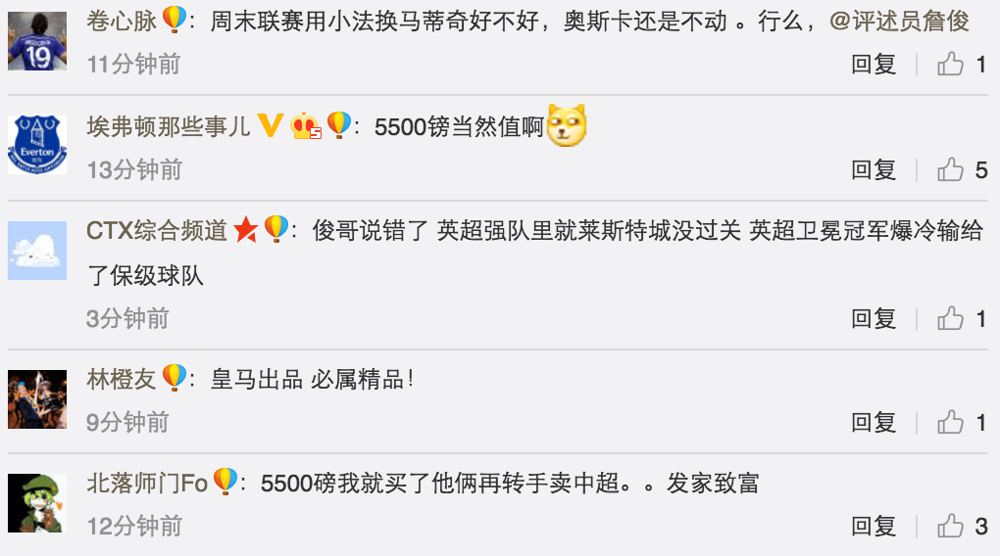 卷心脉：周末联赛用小法换马蒂奇好不好，奥斯卡还是不动 。行么，@评述员詹俊
11分钟前 回复 1
19
埃弗顿那些事儿 V 5：5500镑当然值啊
Everton
1878
13分钟前 回复 5
CTX综合频道：俊哥说错了 英超强队里就莱斯特城没过关 英超卫冕冠军爆冷输给
了保级球队
3分钟前 回复 1
林橙友：皇马出品 必属精品！
9分钟前 回复 1
北落师门Fo：5500磅我就买了他俩再转手卖中超。。发家致富
12分钟前 回复 3